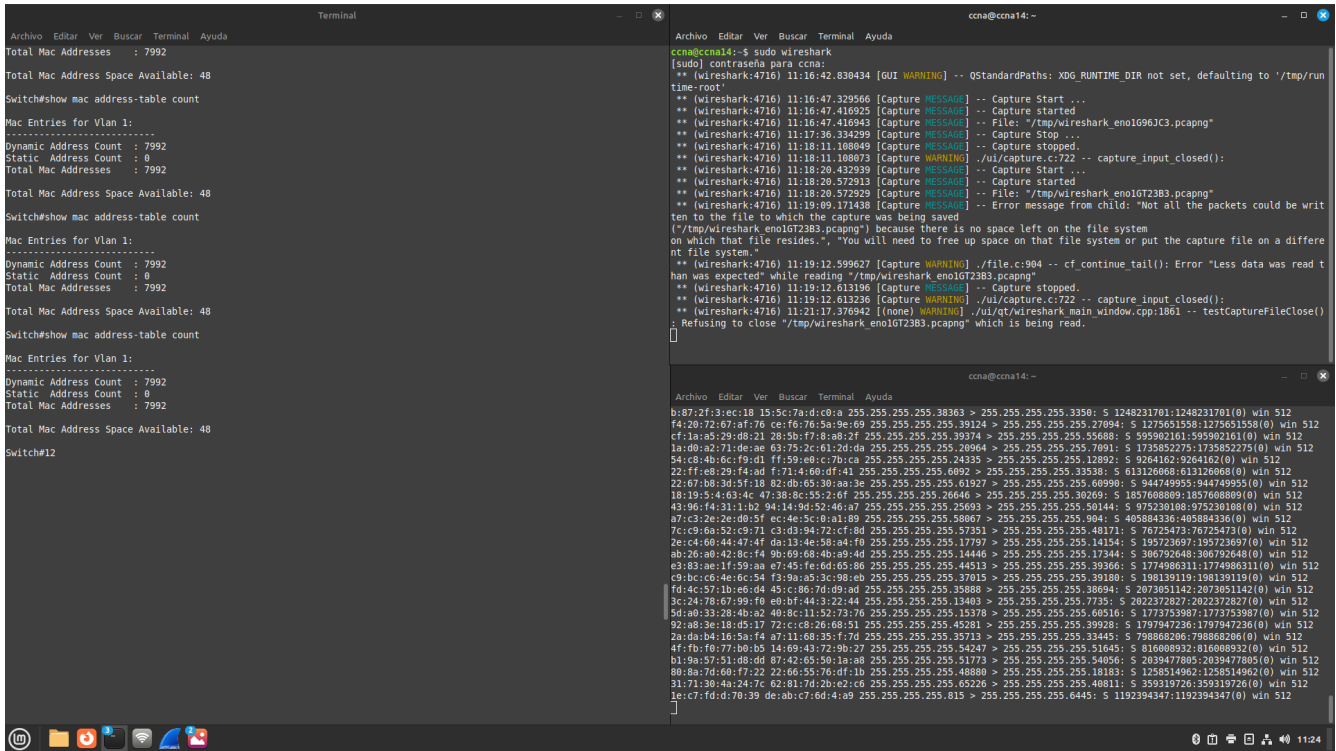 Terminal
Archivo Editar Ver Buscar Terminal Ayuda
Total Mac Addresses    : 7992
Total Mac Address Space Available: 48
Switch#show mac address-table count
Mac Entries for Vlan 1:
---------------------------
Dynamic Address Count  : 7992
Static  Address Count  : 0
Total Mac Addresses    : 7992
Total Mac Address Space Available: 48
Switch#show mac address-table count
Mac Entries for Vlan 1:
---------------------------
Dynamic Address Count  : 7992
Static  Address Count  : 0
Total Mac Addresses    : 7992
Total Mac Address Space Available: 48
Switch#show mac address-table count
Mac Entries for Vlan 1:
---------------------------
Dynamic Address Count  : 7992
Static  Address Count  : 0
Total Mac Addresses    : 7992
Total Mac Address Space Available: 48
Switch#12
ccna@ccna14: ~
Archivo Editar Ver Buscar Terminal Ayuda
ccna@ccna14:~$ sudo wireshark
[sudo] contraseña para ccna:
 ** (wireshark:4716) 11:16:42.830434 [GUI WARNING] -- QStandardPaths: XDG_RUNTIME_DIR not set, defaulting to '/tmp/run
time-root'
 ** (wireshark:4716) 11:16:47.329566 [Capture MESSAGE] -- Capture Start ...
 ** (wireshark:4716) 11:16:47.416925 [Capture MESSAGE] -- Capture started
 ** (wireshark:4716) 11:16:47.416943 [Capture MESSAGE] -- File: "/tmp/wireshark_eno1G96JC3.pcapng"
 ** (wireshark:4716) 11:17:36.334299 [Capture MESSAGE] -- Capture Stop ...
 ** (wireshark:4716) 11:18:11.108049 [Capture MESSAGE] -- Capture stopped.
 ** (wireshark:4716) 11:18:11.108073 [Capture WARNING] ./ui/capture.c:722 -- capture_input_closed():
 ** (wireshark:4716) 11:18:20.432939 [Capture MESSAGE] -- Capture Start ...
 ** (wireshark:4716) 11:18:20.572913 [Capture MESSAGE] -- Capture started
 ** (wireshark:4716) 11:18:20.572929 [Capture MESSAGE] -- File: "/tmp/wireshark_eno1GT23B3.pcapng"
 ** (wireshark:4716) 11:19:09.171438 [Capture MESSAGE] -- Error message from child: "Not all the packets could be writ
ten to the file to which the capture was being saved
("/tmp/wireshark_eno1GT23B3.pcapng") because there is no space left on the file system
on which that file resides.", "You will need to free up space on that file system or put the capture file on a differe
nt file system."
 ** (wireshark:4716) 11:19:12.599627 [Capture WARNING] ./file.c:904 -- cf_continue_tail(): Error "Less data was read t
han was expected" while reading "/tmp/wireshark_eno1GT23B3.pcapng"
 ** (wireshark:4716) 11:19:12.613196 [Capture MESSAGE] -- Capture stopped.
 ** (wireshark:4716) 11:19:12.613236 [Capture WARNING] ./ui/capture.c:722 -- capture_input_closed():
 ** (wireshark:4716) 11:21:17.376942 [(none) WARNING] ./ui/qt/wireshark_main_window.cpp:1861 -- testCaptureFileClose()
: Refusing to close "/tmp/wireshark_eno1GT23B3.pcapng" which is being read.
ccna@ccna14: ~
Archivo Editar Ver Buscar Terminal Ayuda
b:87:2f:3:ec:18 15:5c:7a:d:c0:a 255.255.255.255.38363 > 255.255.255.255.3350: S 1248231701:1248231701(0) win 512
f4:20:72:67:af:76 ce:f6:76:5a:9e:69 255.255.255.255.39124 > 255.255.255.255.27094: S 1275651558:1275651558(0) win 512
cf:1a:a5:29:d8:21 28:5b:f7:8:a8:2f 255.255.255.255.39374 > 255.255.255.255.55688: S 595902161:595902161(0) win 512
1a:d0:a2:71:de:ae 63:75:2c:61:2d:da 255.255.255.255.20964 > 255.255.255.255.7091: S 1735852275:1735852275(0) win 512
54:c8:4b:6c:f9:d1 ff:59:e0:c:7b:ca 255.255.255.255.24335 > 255.255.255.255.12892: S 9264162:9264162(0) win 512
22:ff:e8:29:f4:ad f:71:4:60:df:41 255.255.255.255.6092 > 255.255.255.255.33538: S 613126068:613126068(0) win 512
22:67:b8:3d:5f:18 82:db:65:30:aa:3e 255.255.255.255.61927 > 255.255.255.255.60990: S 944749955:944749955(0) win 512
18:19:5:4:63:4c 47:38:8c:55:2:6f 255.255.255.255.26646 > 255.255.255.255.30269: S 1857608809:1857608809(0) win 512
43:96:f4:31:1:b2 94:14:9d:52:46:a7 255.255.255.255.25693 > 255.255.255.255.50144: S 975230108:975230108(0) win 512
a7:c3:2e:2e:d0:5f ec:4e:5c:0:a1:89 255.255.255.255.58067 > 255.255.255.255.904: S 405884336:405884336(0) win 512
7c:c9:6a:52:c9:71 c3:d3:94:72:cf:8d 255.255.255.255.57351 > 255.255.255.255.48171: S 76725473:76725473(0) win 512
2e:c4:60:44:47:4f da:13:4e:58:a4:f0 255.255.255.255.17797 > 255.255.255.255.14154: S 195723697:195723697(0) win 512
ab:26:a0:42:8c:f4 9b:69:68:4b:a9:4d 255.255.255.255.14446 > 255.255.255.255.17344: S 306792648:306792648(0) win 512
e3:83:ae:1f:59:aa e7:45:fe:6d:65:86 255.255.255.255.44513 > 255.255.255.255.39366: S 1774986311:1774986311(0) win 512
c9:bc:c6:4e:6c:54 f3:9a:a5:3c:98:eb 255.255.255.255.37015 > 255.255.255.255.39180: S 198139119:198139119(0) win 512
fd:4c:57:1b:e6:d4 45:c:86:7d:d9:ad 255.255.255.255.35888 > 255.255.255.255.38694: S 2073051142:2073051142(0) win 512
3c:24:78:67:99:f0 e0:bf:44:3:22:44 255.255.255.255.13403 > 255.255.255.255.7735: S 2022372827:2022372827(0) win 512
5d:a0:33:28:4b:a2 40:8c:11:52:73:76 255.255.255.255.15378 > 255.255.255.255.60516: S 1773753987:1773753987(0) win 512
92:a8:3e:18:d5:17 72:c:c8:26:68:51 255.255.255.255.45281 > 255.255.255.255.39928: S 1797947236:1797947236(0) win 512
2a:da:b4:16:5a:f4 a7:11:68:35:f:7d 255.255.255.255.35713 > 255.255.255.255.33445: S 798868206:798868206(0) win 512
4f:fb:f0:77:b0:b5 14:69:43:72:9b:27 255.255.255.255.54247 > 255.255.255.255.51645: S 816008932:816008932(0) win 512
b1:9a:57:51:d8:dd 87:42:65:50:1a:a8 255.255.255.255.51773 > 255.255.255.255.54056: S 2039477805:2039477805(0) win 512
80:8a:7d:60:f7:22 22:66:55:76:df:1b 255.255.255.255.48880 > 255.255.255.255.18183: S 1258514962:1258514962(0) win 512
31:71:30:4a:24:7c 62:81:7d:2b:e2:c6 255.255.255.255.65226 > 255.255.255.255.40811: S 359319726:359319726(0) win 512
1e:c7:fd:d:70:39 de:ab:c7:6d:4:a9 255.255.255.255.815 > 255.255.255.255.6445: S 1192394347:1192394347(0) win 512
3
2
11:24